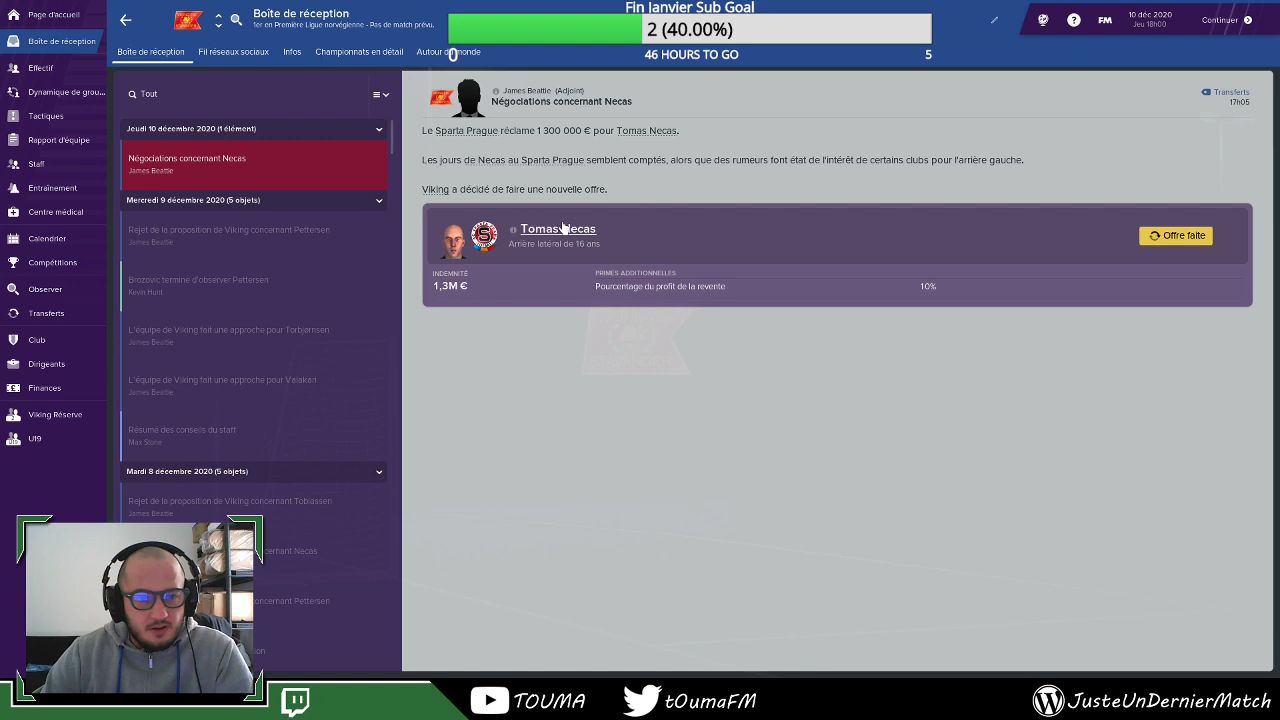 Fin Janvier Sub Goal
2 (40.00%)
0
46 HOURS TO GO
5
Boîte de réception
1er en Première Ligue norvégienne - Pas de match prévu.
FM
10 déc 2020
Jeu 18h00
Continuer
Boîte de réception
Fil réseaux sociaux
Infos
Championnats en détail
Autour du monde
Page d'accueil
Boîte de réception
Effectif
Dynamique de grou...
Tactiques
Rapport d'équipe
Staff
Entraînement
Centre médical
Calendrier
Compétitions
Observer
Transferts
Club
Dirigeants
Finances
Viking Réserve
U19
Tout
Jeudi 10 décembre 2020 (1 élément)
Négociations concernant Necas
James Beattie
Mercredi 9 décembre 2020 (5 objets)
Rejet de la proposition de Viking concernant Pettersen
James Beattie
Brozovic termine d'observer Pettersen
Kevin Hunt
L'équipe de Viking fait une approche pour Torbjørnsen
James Beattie
L'équipe de Viking fait une approche pour Valakari
James Beattie
Résumé des conseils du staff
Max Stone
Mardi 8 décembre 2020 (5 objets)
Rejet de la proposition de Viking concernant Tobiassen
James Beattie
cernant Necas
concernant Pettersen
James Beattie (Adjoint)
Négociations concernant Necas
Transferts
17h05
Le Sparta Prague réclame 1 300 000 € pour Tomas Necas.
Les jours de Necas au Sparta Prague semblent comptés, alors que des rumeurs font état de l'intérêt de certains clubs pour l'arrière gauche.
Viking a décidé de faire une nouvelle offre.
Tomas Necas
Arrière latéral de 16 ans
Offre faite
INDEMNITÉ
1,3M €
PRIMES ADDITIONNELLES
Pourcentage du profit de la revente
10%
TOUMA
tOumaFM
JusteUnDernierMatch